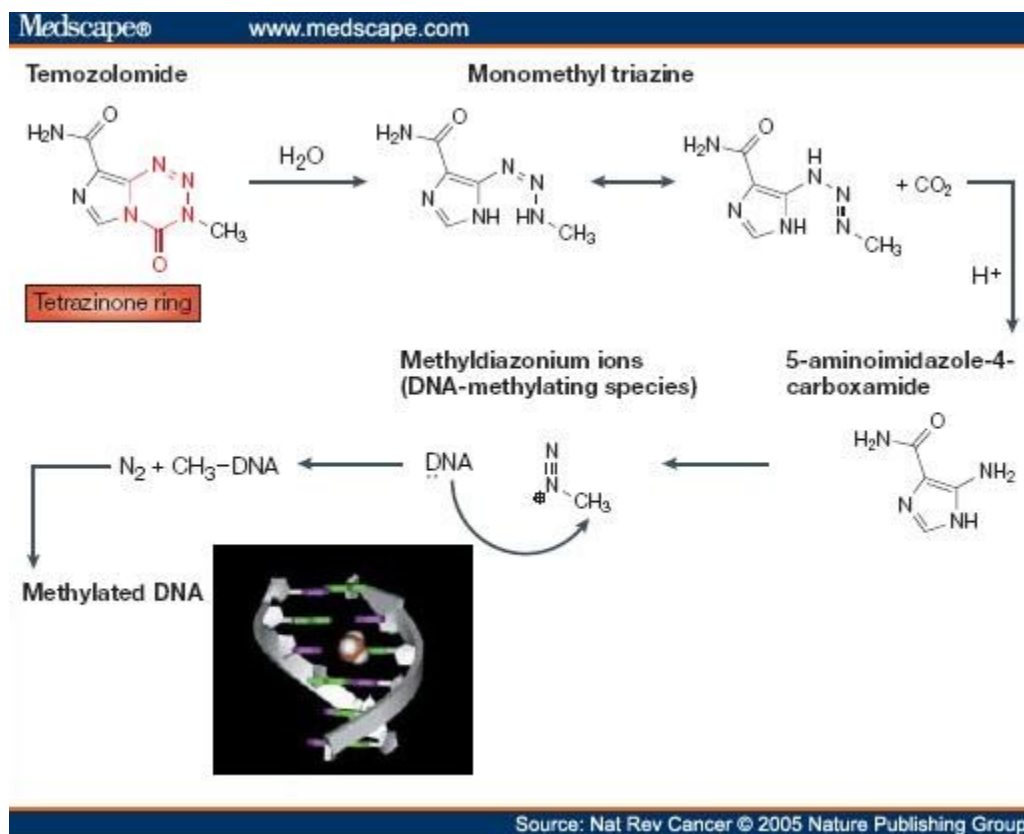 Medscape® www.medscape.com
Temozolomide
Monomethyl triazine
H₂N
O
N
N
N
N
N
CH₃
O
H₂O
H₂N
O
N
N
N
NH
HN
CH₃
H₂N
O
H
N
N
N
N
NH
CH₃
+ CO₂
Tetrazinone ring
H+
Methyldiazonium ions
(DNA-methylating species)
5-aminoimidazole-4-
carboxamide
H₂N
O
NH₂
N
NH
N₂ + CH₃–DNA
DNA
N
N
⊕
CH₃
Methylated DNA
Source: Nat Rev Cancer © 2005 Nature Publishing Group